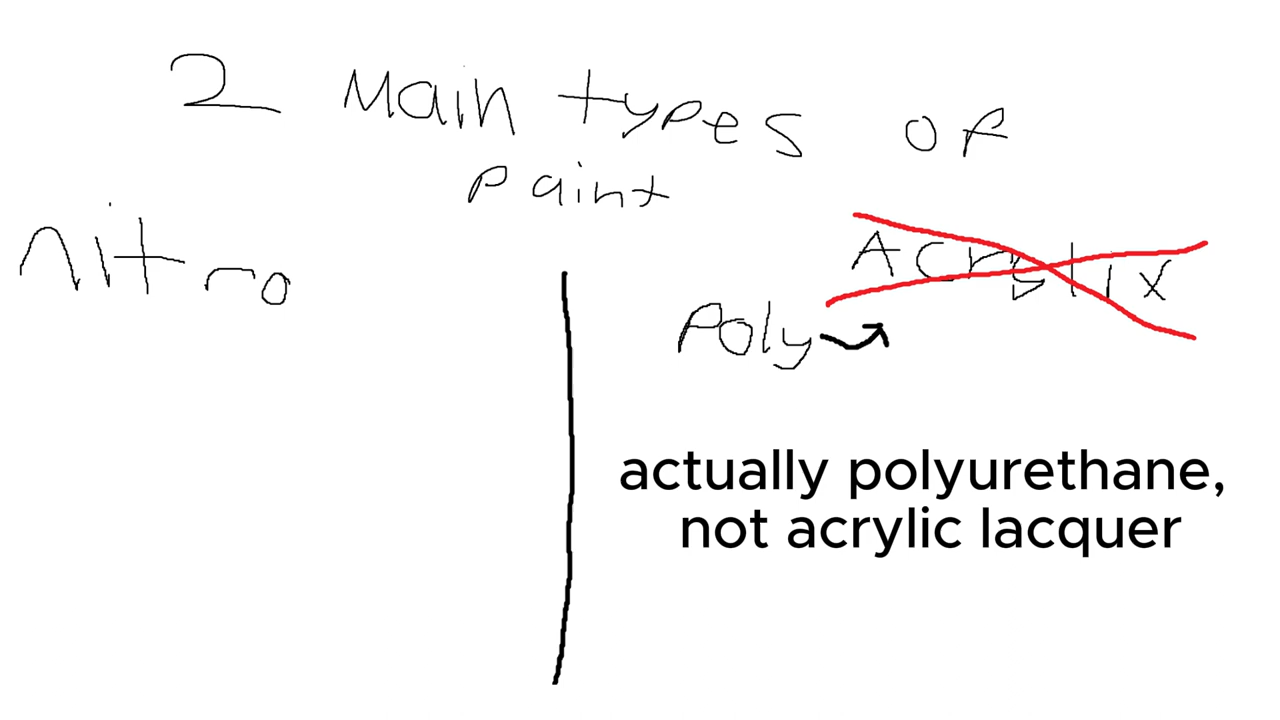 2 Main types of
paint
nitro
Acrylix
Poly
actually polyurethane,
not acrylic lacquer